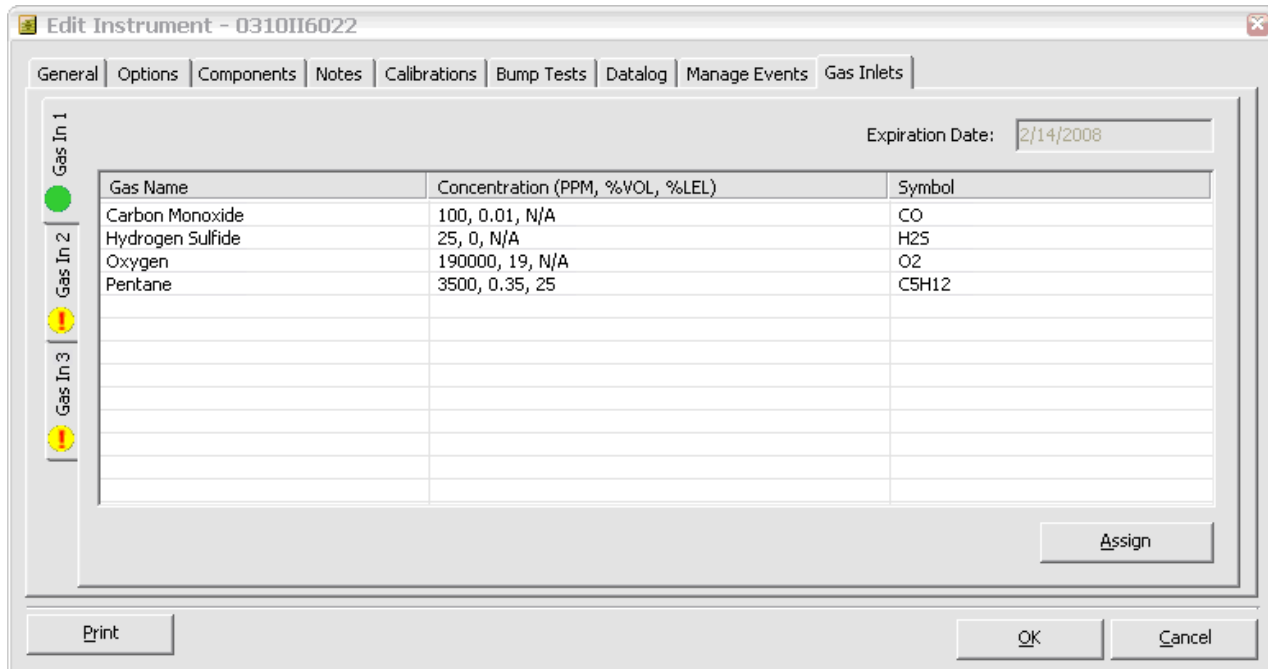 Edit Instrument - 0310II6022
General Options Components Notes Calibrations Bump Tests Datalog Manage Events Gas Inlets
Gas In 1
Gas In 2
Gas In 3
Expiration Date: 2/14/2008
Gas Name Concentration (PPM, %VOL, %LEL) Symbol
Carbon Monoxide 100, 0.01, N/A CO
Hydrogen Sulfide 25, 0, N/A H2S
Oxygen 190000, 19, N/A O2
Pentane 3500, 0.35, 25 C5H12
Assign
Print OK Cancel